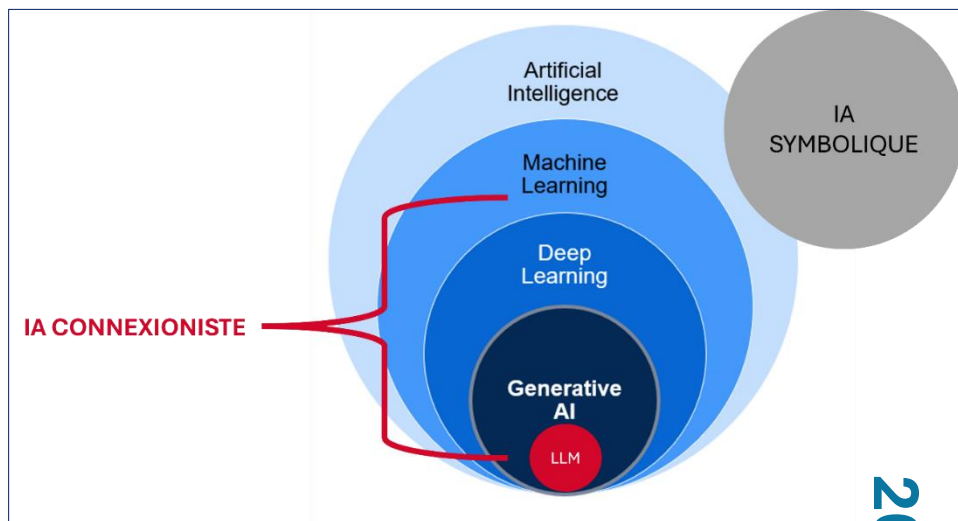 Artificial
Intelligence
IA
SYMBOLIQUE
Machine
Learning
Deep
Learning
IA CONNEXIONISTE
Generative
AI
LLM